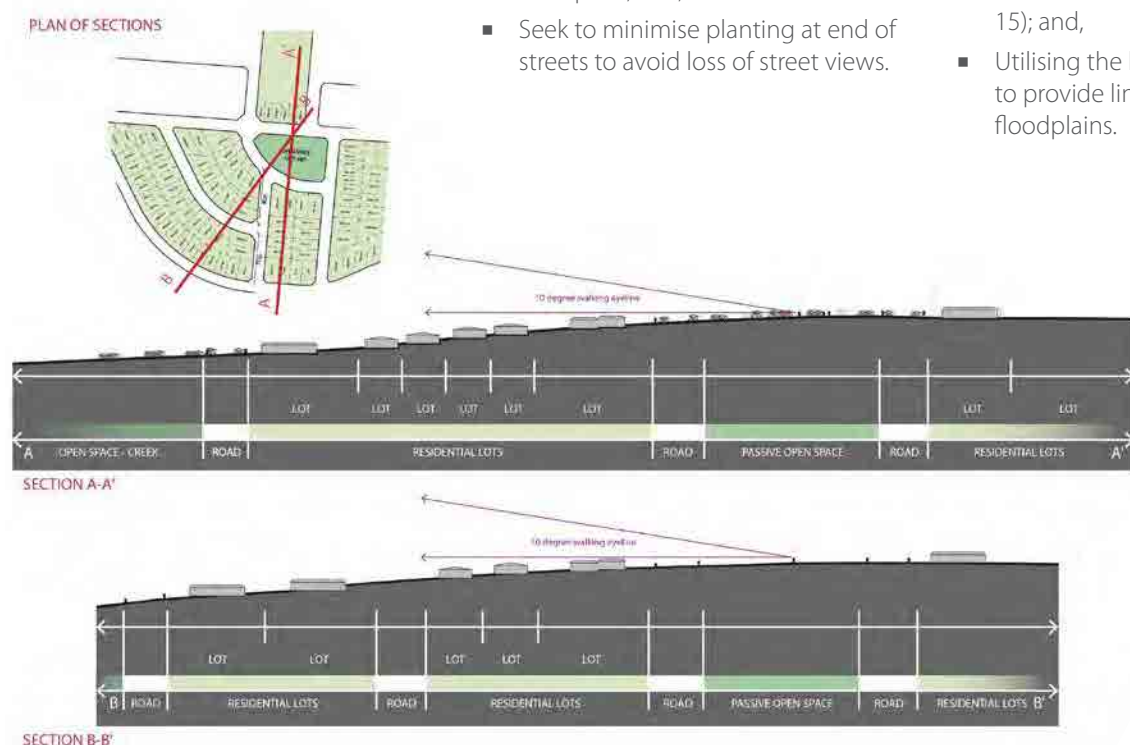 PLAN OF SECTIONS
■ Seek to minimise planting at end of
streets to avoid loss of street views.
15); and,
■ Utilising the
to provide
floodplains.
A'
B'
B
A
10 degree walking eyeline
LOT LOT LOT LOT LOT LOT LOT LOT
A OPEN SPACE - CREEK ROAD RESIDENTIAL LOTS ROAD PASSIVE OPEN SPACE ROAD RESIDENTIAL LOTS A'
SECTION A-A'
10 degree walking eyeline
LOT LOT LOT LOT LOT
B ROAD RESIDENTIAL LOTS ROAD RESIDENTIAL LOTS ROAD PASSIVE OPEN SPACE ROAD RESIDENTIAL LOTS B'
SECTION B-B'